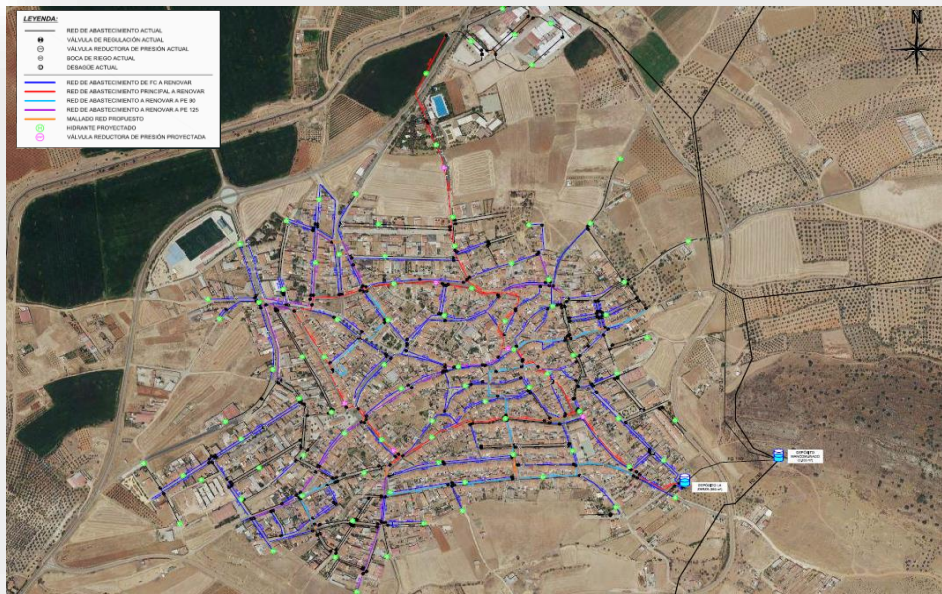 LEYENDA:
RED DE ABASTECIMIENTO ACTUAL
VÁLVULA DE REGULACIÓN ACTUAL
VÁLVULA REDUCTORA DE PRESIÓN ACTUAL
BOCA DE RIEGO ACTUAL
DESAGÜE ACTUAL
RED DE ABASTECIMIENTO DE FC A RENOVAR
RED DE ABASTECIMIENTO PRINCIPAL A RENOVAR
RED DE ABASTECIMIENTO A RENOVAR A PE 90
RED DE ABASTECIMIENTO A RENOVAR A PE 125
MALLADO RED PROPUESTO
HIDRANTE PROYECTADO
VÁLVULA REDUCTORA DE PRESIÓN PROYECTADA
N
DEPÓSITO